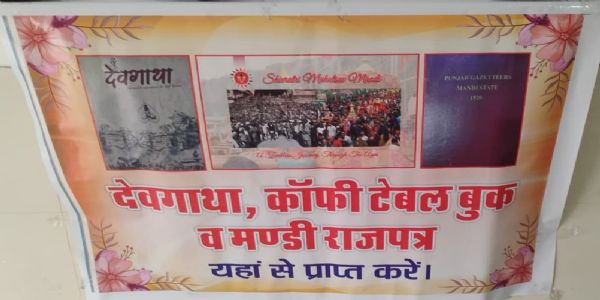 देवगाथा
Shivratri Mahotsav Mandi
PUNJAB GAZETTEERS
MANDI STATE
1920
A Timeless Journey Through The Ages
देवगाथा, कॉफी टेबल बुक
व मण्डी राजपत्र
यहां से प्राप्त करें।